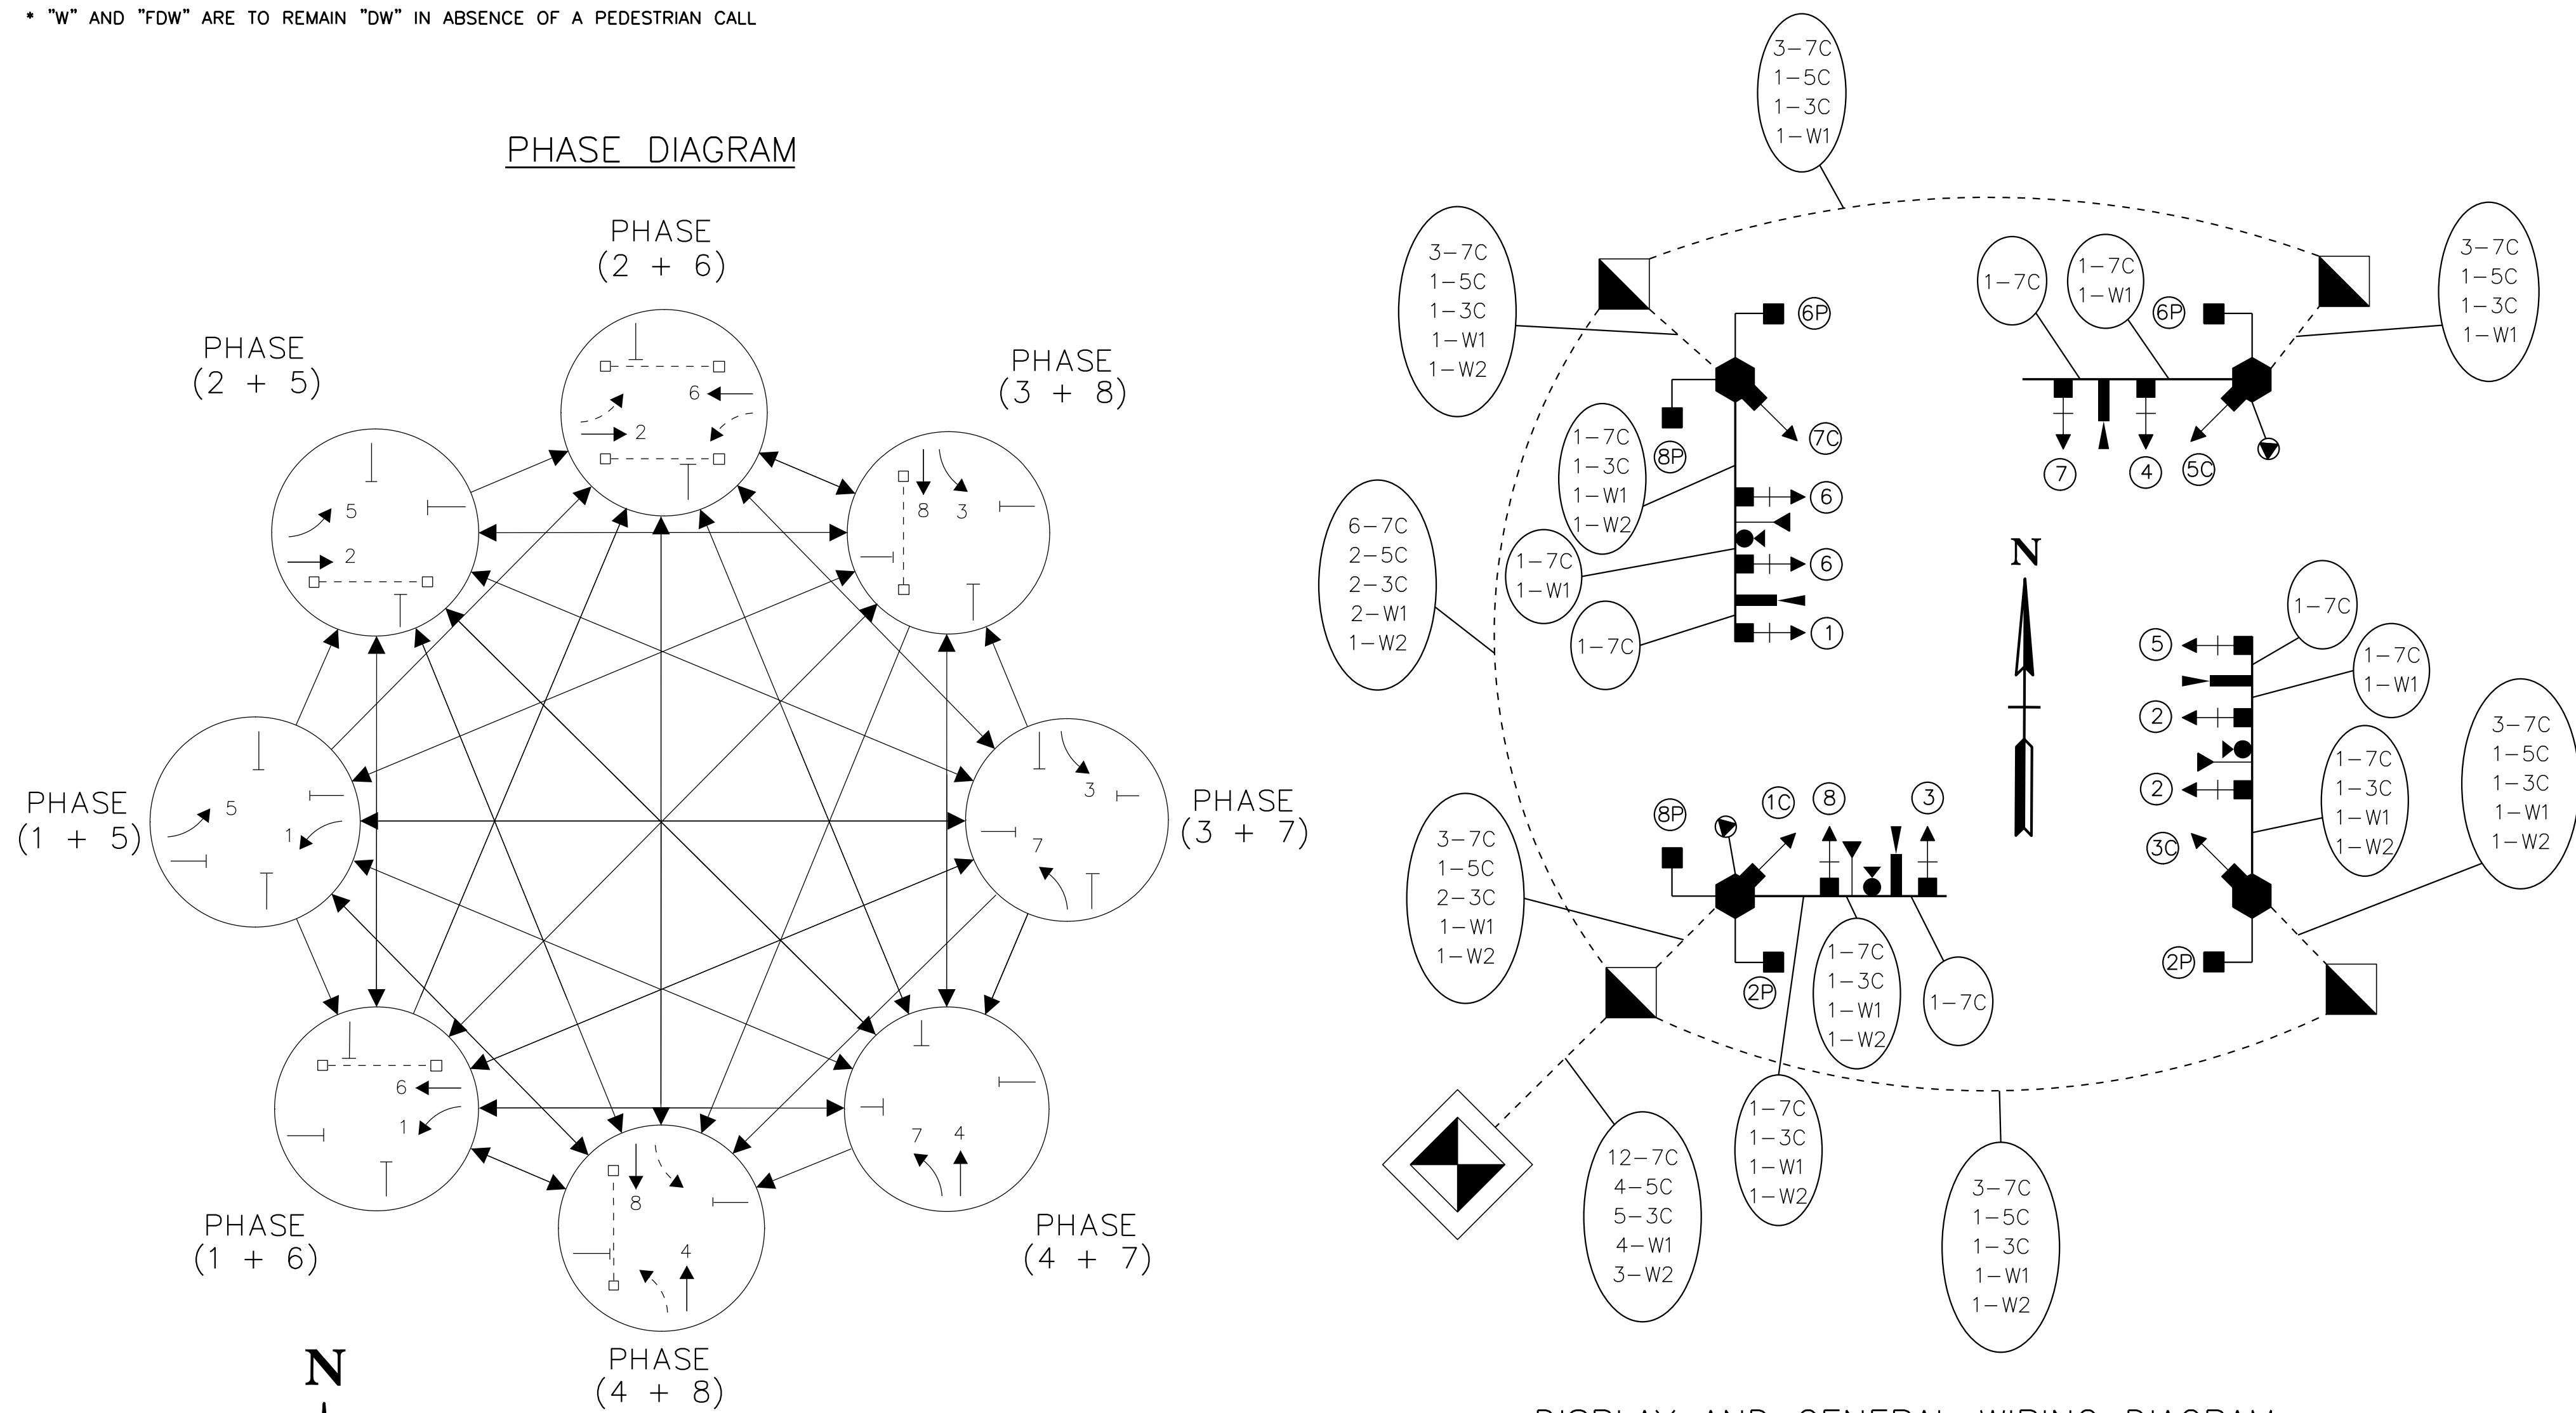 * "W" AND "FDW" ARE TO REMAIN "DW" IN ABSENCE OF A PEDESTRIAN CALL
PHASE DIAGRAM
PHASE
(2 + 6)
6
2
PHASE
(2 + 5)
5
2
PHASE
(3 + 8)
8 3
PHASE
(1 + 5)
5
1
PHASE
(3 + 7)
3
7
PHASE
(1 + 6)
6
1
PHASE
(4 + 7)
7 4
PHASE
(4 + 8)
8
4
N
3-7C
1-5C
1-3C
1-W1
3-7C
1-5C
1-3C
1-W1
1-W2
6P
8P
7C
1-7C
1-3C
1-W1
1-W2
6
1-7C
1-W1
6
1-7C
1
1-7C
1-7C
1-W1
6P
3-7C
1-5C
1-3C
1-W1
7
4
5C
6-7C
2-5C
2-3C
2-W1
1-W2
N
1-7C
5
1-7C
1-W1
2
1-7C
1-3C
1-W1
1-W2
2
3C
3-7C
1-5C
1-3C
1-W1
1-W2
2P
3-7C
1-5C
2-3C
1-W1
1-W2
8P
1C
8
3
2P
1-7C
1-3C
1-W1
1-W2
1-7C
1-7C
1-3C
1-W1
1-W2
12-7C
4-5C
5-3C
4-W1
3-W2
3-7C
1-5C
1-3C
1-W1
1-W2
DISPLAY AND GENERAL WIRING DIAGRAM